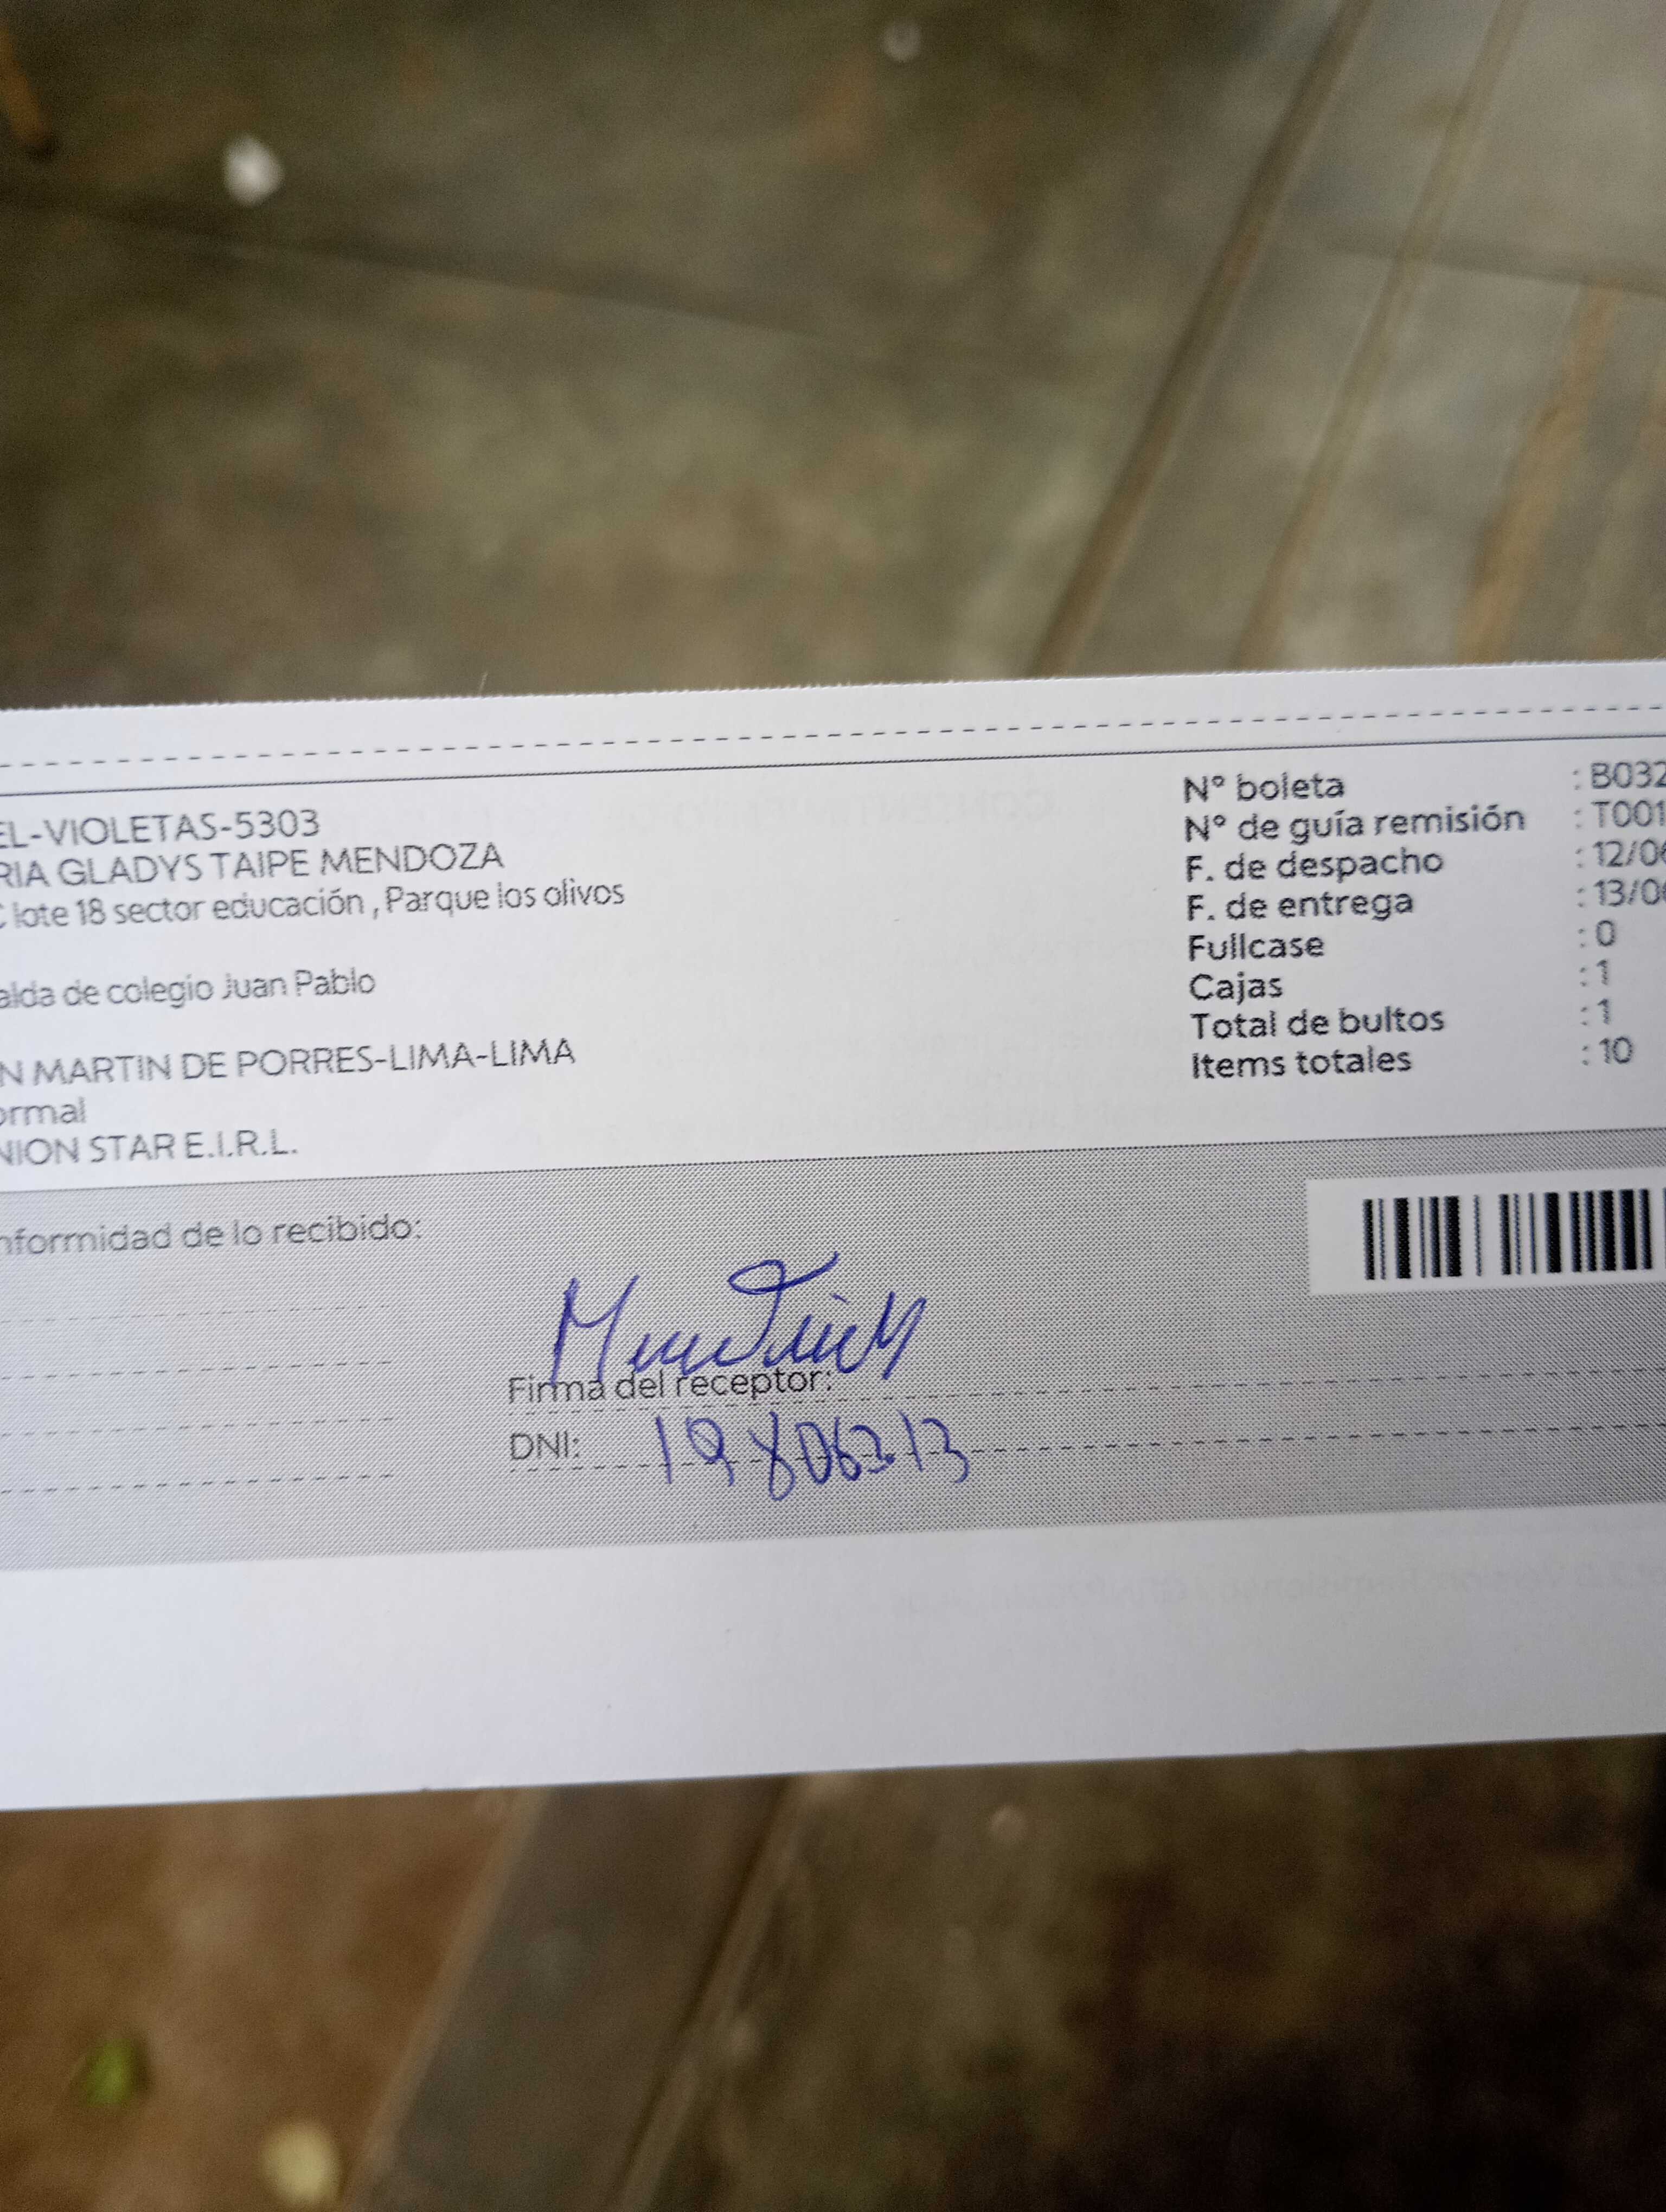 EL-VIOLETAS-5303
RIA GLADYS TAIPE MENDOZA
C lote 18 sector educación , Parque los olivos
alda de colegio Juan Pablo
N MARTIN DE PORRES-LIMA-LIMA
ormal
NION STAR E.I.R.L.
N° boleta : B032
N° de guía remisión : T001
F. de despacho : 12/06
F. de entrega : 13/06
Fullcase : 0
Cajas : 1
Total de bultos : 1
Items totales : 10
nformidad de lo recibido:
Firma del receptor:
DNI: 19806313